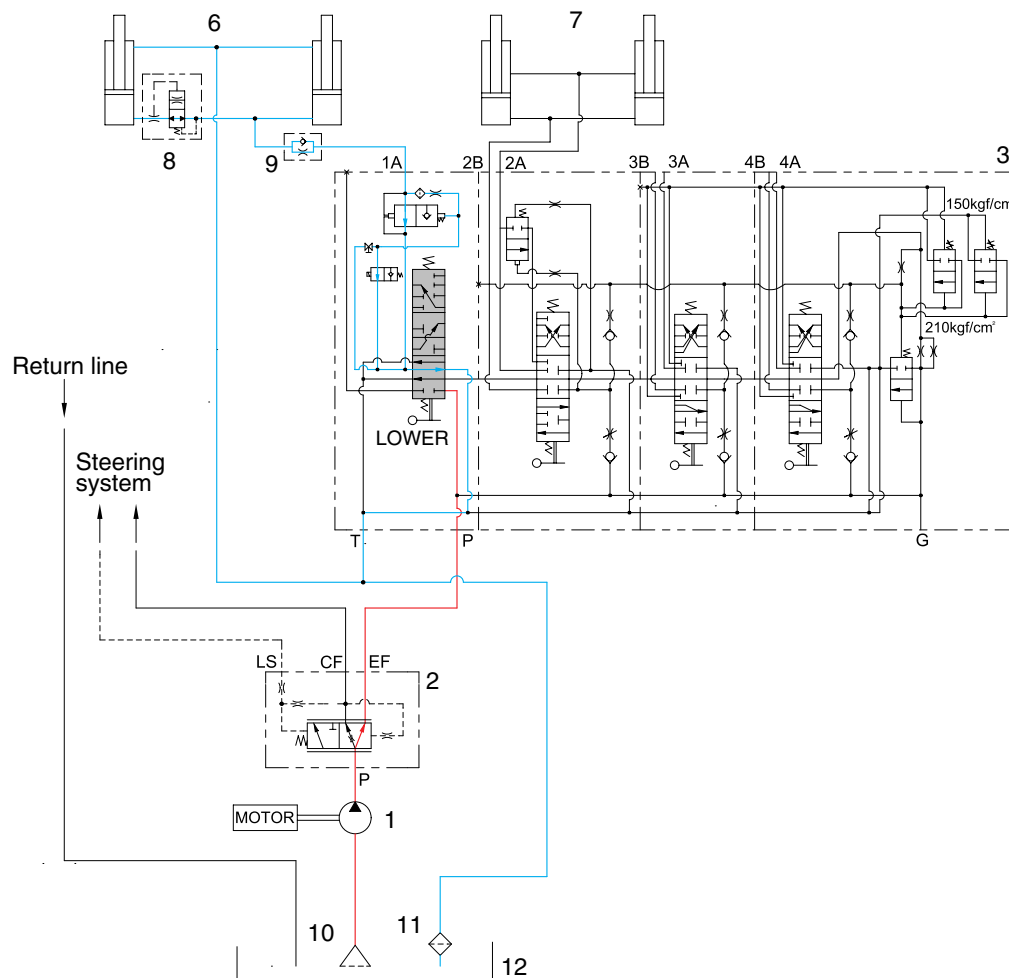 6
7
8
9
1A
2B
2A
3B
3A
4B
4A
3
150kgf/cm²
210kgf/cm²
Return line
LOWER
Steering
system
T
P
G
LS
CF
EF
2
P
MOTOR
1
10
11
12